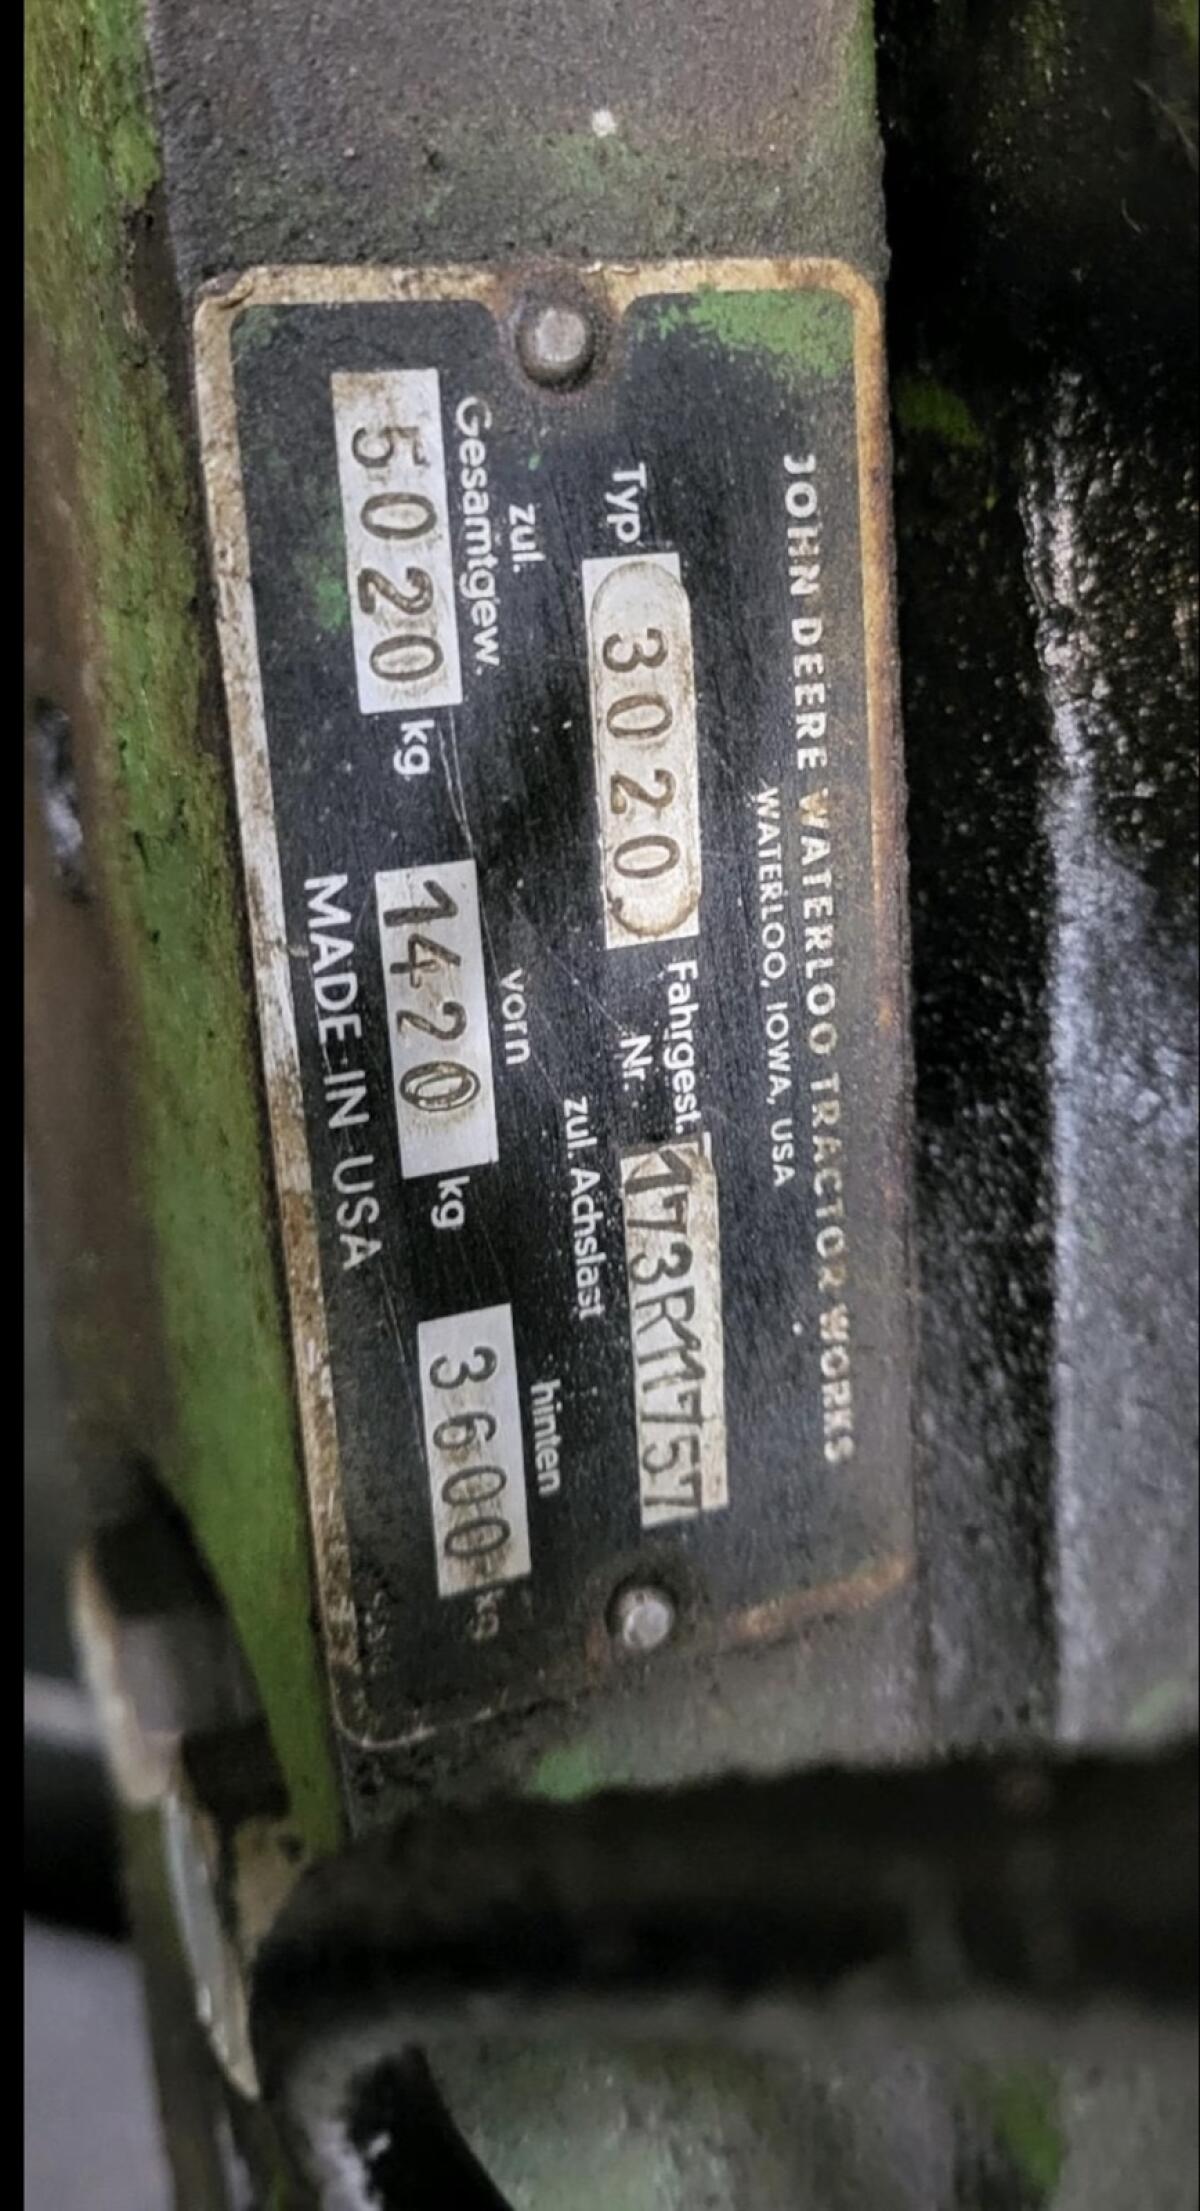 JOHN DEERE WATERLOO TRACTOR WORKS
WATERLOO, IOWA, USA
Typ 3020 Fahrgest. Nr. 173R11757
zul. Achslast
zul. Gesamtgew. vorn hinten
5020 kg 1420 kg 3600 kg
MADE IN USA